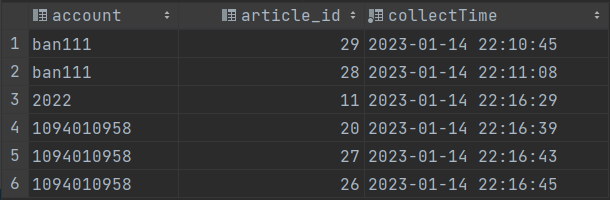 account article_id collectTime
1 ban111 29 2023-01-14 22:10:45
2 ban111 28 2023-01-14 22:11:08
3 2022 11 2023-01-14 22:16:29
4 1094010958 20 2023-01-14 22:16:39
5 1094010958 27 2023-01-14 22:16:43
6 1094010958 26 2023-01-14 22:16:45